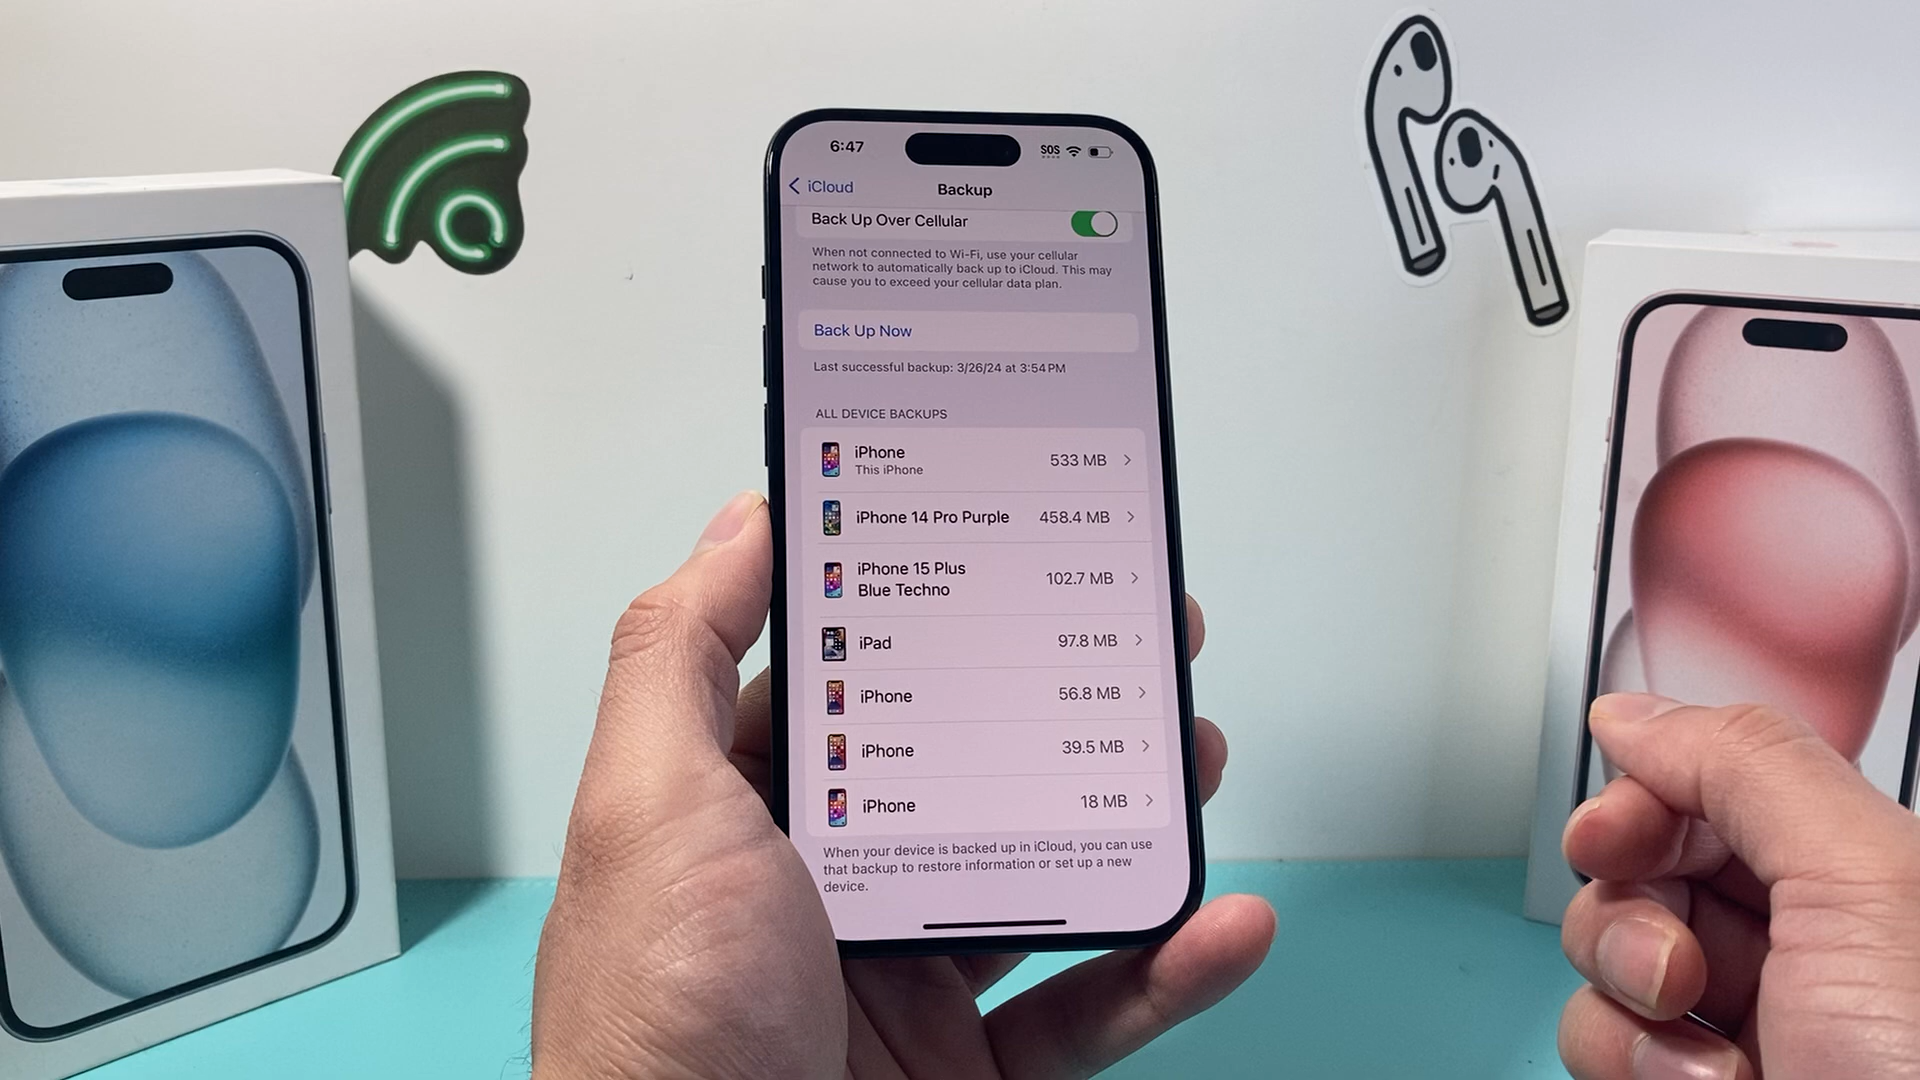 6:47
SOS
iCloud
Backup
Back Up Over Cellular
When not connected to Wi-Fi, use your cellular
network to automatically back up to iCloud. This may
cause you to exceed your cellular data plan.
Back Up Now
Last successful backup: 3/26/24 at 3:54 PM
ALL DEVICE BACKUPS
iPhone
This iPhone
533 MB
iPhone 14 Pro Purple 458.4 MB
iPhone 15 Plus
Blue Techno
102.7 MB
iPad 97.8 MB
iPhone 56.8 MB
iPhone 39.5 MB
iPhone 18 MB
When your device is backed up in iCloud, you can use
that backup to restore information or set up a new
device.